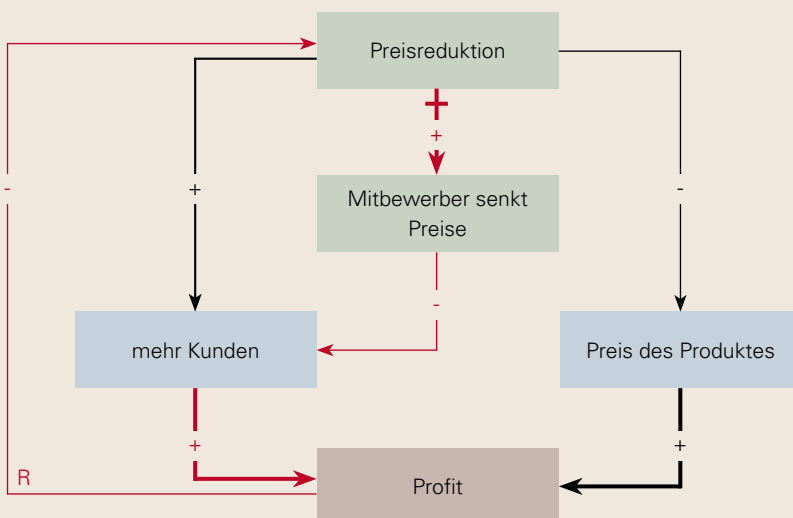 Preisreduktion
+
-
+
-
Mitbewerber senkt
Preise
-
mehr Kunden
Preis des Produktes
+
+
R
Profit